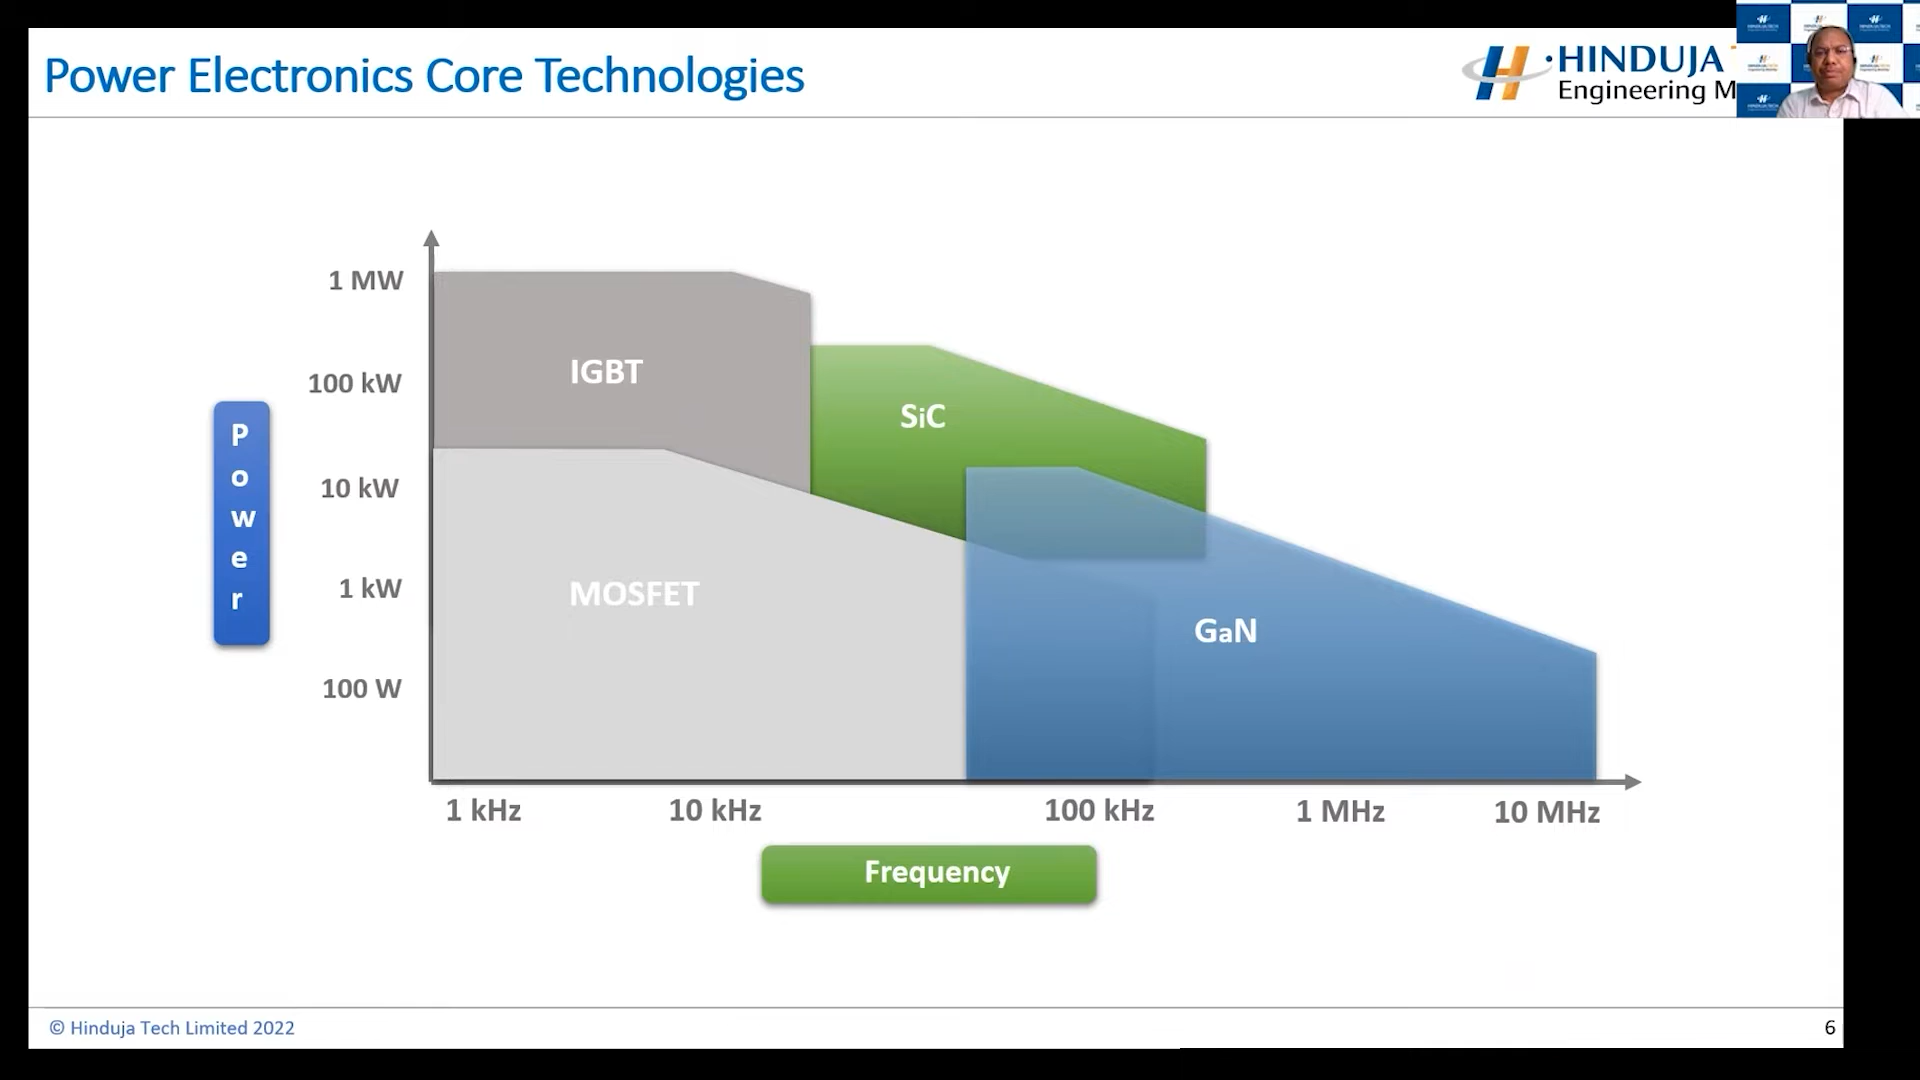 Power Electronics Core Technologies
HINDUJA
Engineering M
1 MW
100 kW
10 kW
1 kW
100 W
Power
IGBT
SiC
MOSFET
GaN
1 kHz
10 kHz
100 kHz
1 MHz
10 MHz
Frequency
© Hinduja Tech Limited 2022
6